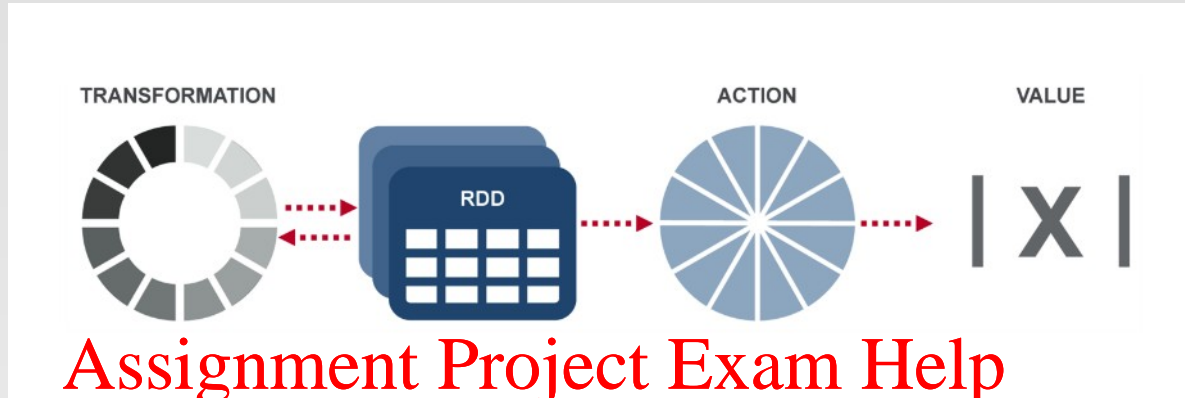 TRANSFORMATION ACTION VALUE
RDD
| X |
Assignment Project Exam Help